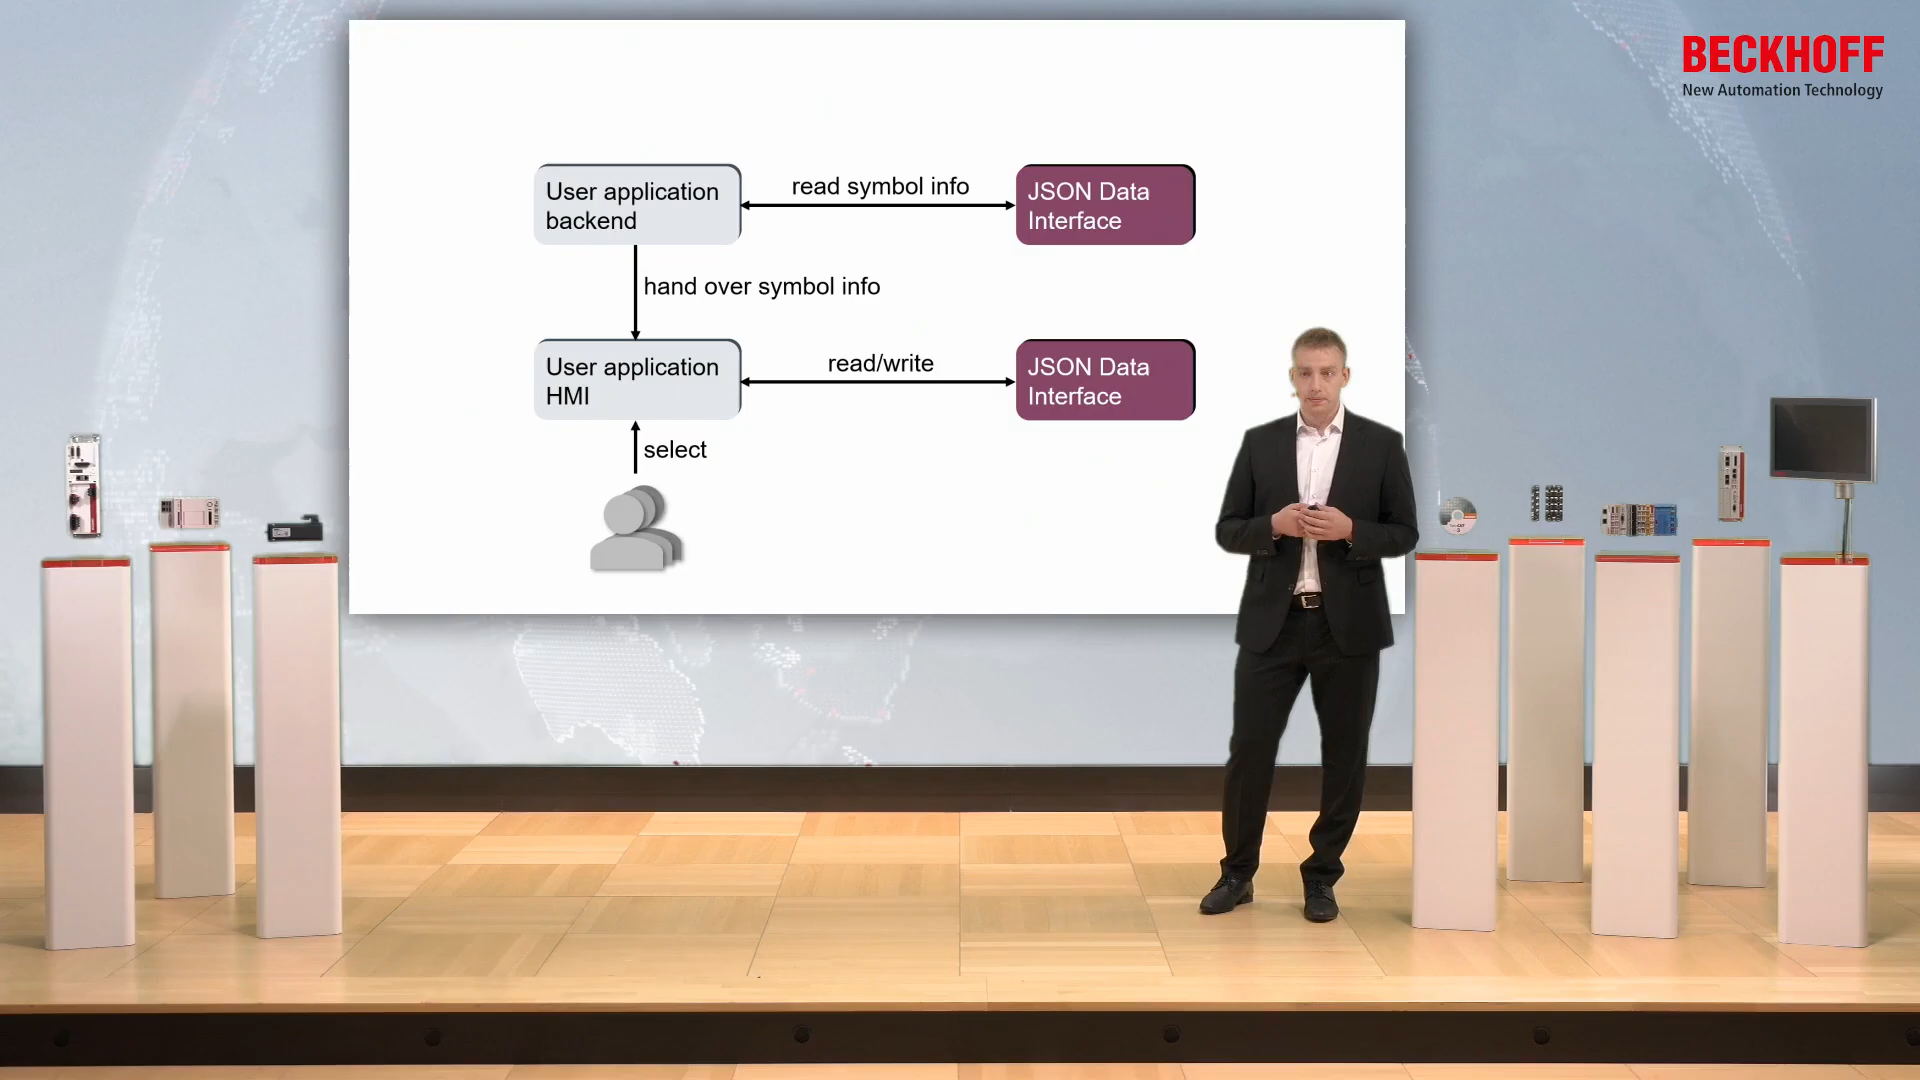 BECKHOFF
New Automation Technology
User application
backend
read symbol info
JSON Data
Interface
hand over symbol info
User application
HMI
read/write
JSON Data
Interface
select